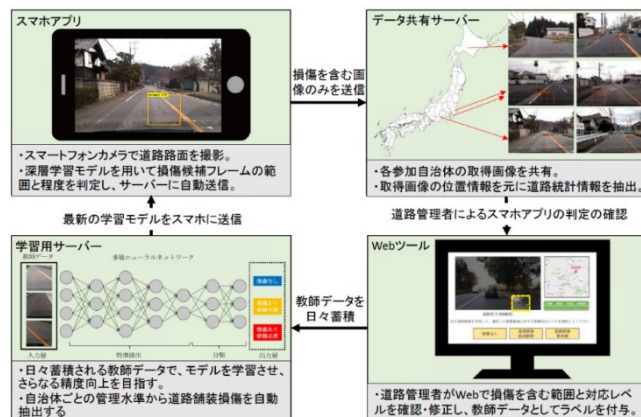 スマホアプリ
・スマートフォンカメラで道路路面を撮影。
・深層学習モデルを用いて損傷候補フレームの範
囲と程度を判定し、サーバーに自動送信。
損傷を含む画
像のみを送信
データ共有サーバー
・各参加自治体の取得画像を共有。
・取得画像の位置情報を元に道路統計情報を抽出。
道路管理者によるスマホアプリの判定の確認
Webツール
・道路管理者がWebで損傷を含む範囲と対応レ
ベルを確認・修正し、教師データとしてラベルを付与。
教師データを
日々蓄積
最新の学習モデルをスマホに送信
学習用サーバー
教師データ
多層ニューラルネットワーク
損傷なし
入力層
特徴抽出
分類
出力層
・日々蓄積される教師データで、モデルを学習させ、
さらなる精度向上を目指す。
・自治体ごとの管理水準から道路舗装損傷を自動
抽出する